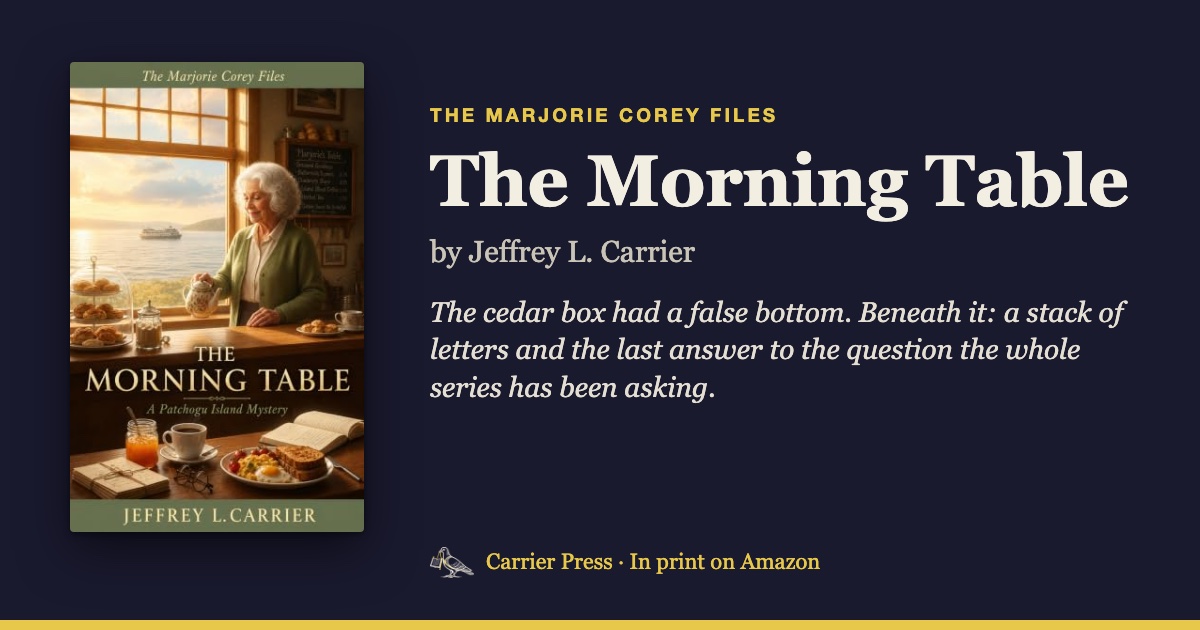 The Marjorie Corey Files
Marjorie's Table
THE
MORNING TABLE
A Patchogu Island Mystery
JEFFREY L. CARRIER
THE MARJORIE COREY FILES
The Morning Table
by Jeffrey L. Carrier
The cedar box had a false bottom. Beneath it: a stack of
letters and the last answer to the question the whole
series has been asking.
Carrier Press · In print on Amazon